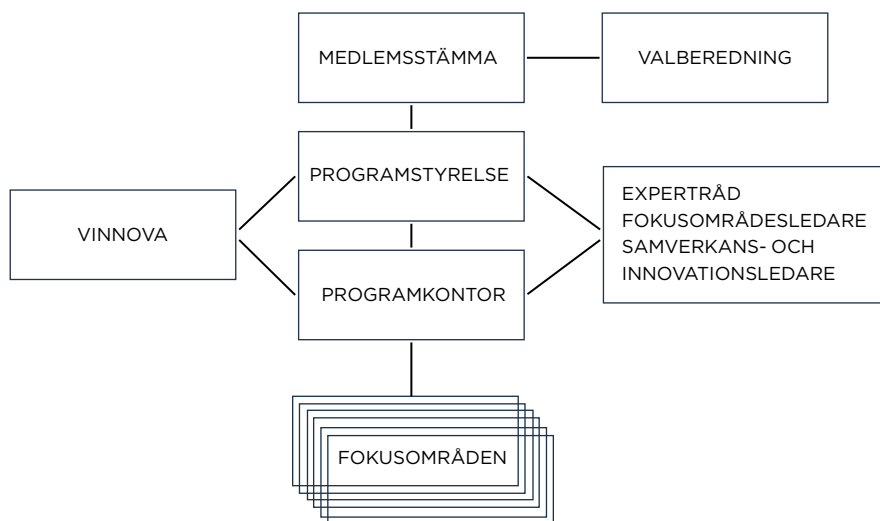 MEDLEMSSTÄMMA
VALBEREDNING
PROGRAMSTYRELSE
VINNOVA
EXPERTRÅD
FOKUSOMRÅDESLEDARE
SAMVERKANS- OCH
INNOVATIONSLEDARE
PROGRAMKONTOR
FOKUSOMRÅDEN